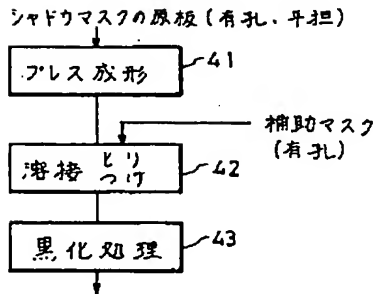 シャドウマスクの原板(有孔、平担)
プレス成形
41
補助マスク
(有孔)
溶接とりつけ
42
黒化処理
43